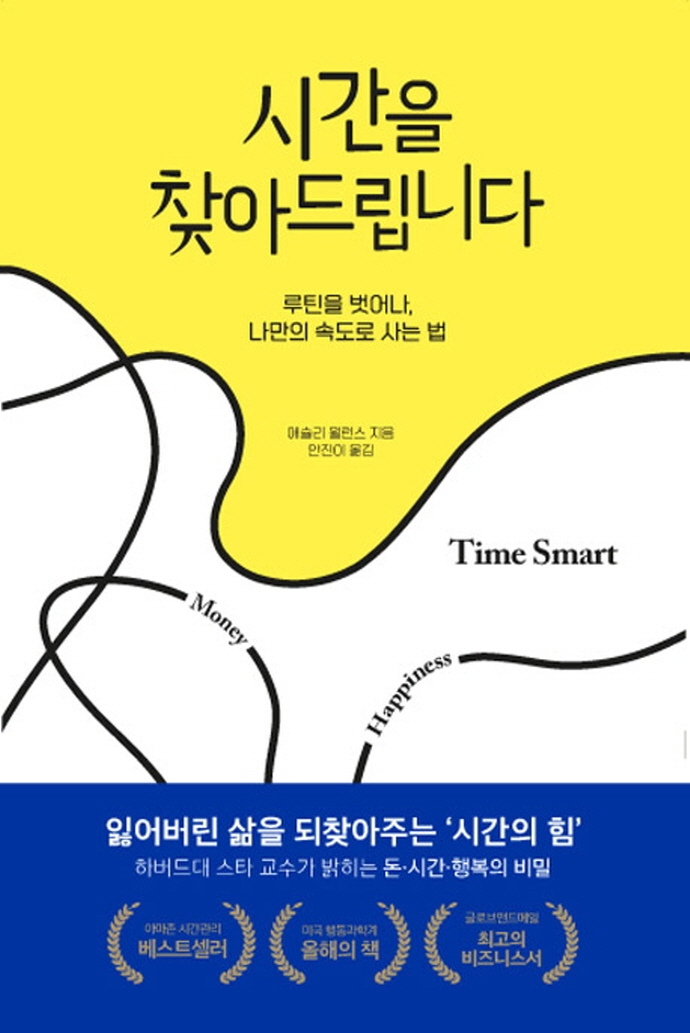 시간을
찾아드립니다
루틴을 벗어나,
나만의 속도로 사는 법
애슐리 윌런스 지음
안진이 옮김
Time Smart
Money
Happiness
잃어버린 삶을 되찾아주는 ‘시간의 힘’
하버드대 스타 교수가 밝히는 돈·시간·행복의 비밀
아마존 시간관리
베스트셀러
미국 행동과학계
올해의 책
글로브앤드메일
최고의
비즈니스서